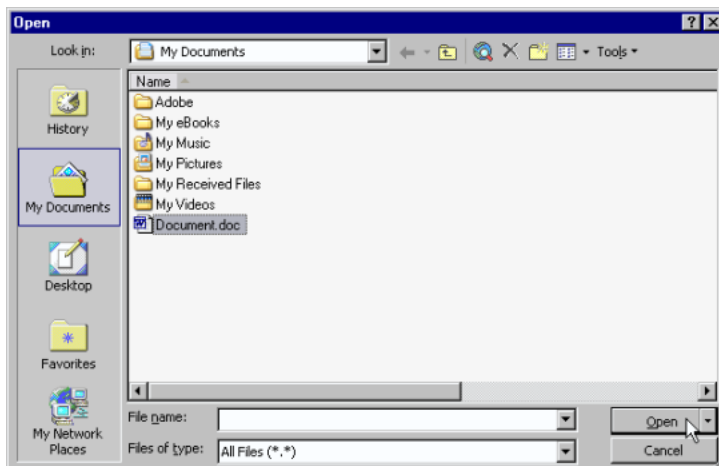 Open
Look in: My Documents Tools
Name
History
My Documents
Desktop
Favorites
My Network
Places
Adobe
My eBooks
My Music
My Pictures
My Received Files
My Videos
Document.doc
File name: Open
Files of type: All Files (*.*) Cancel